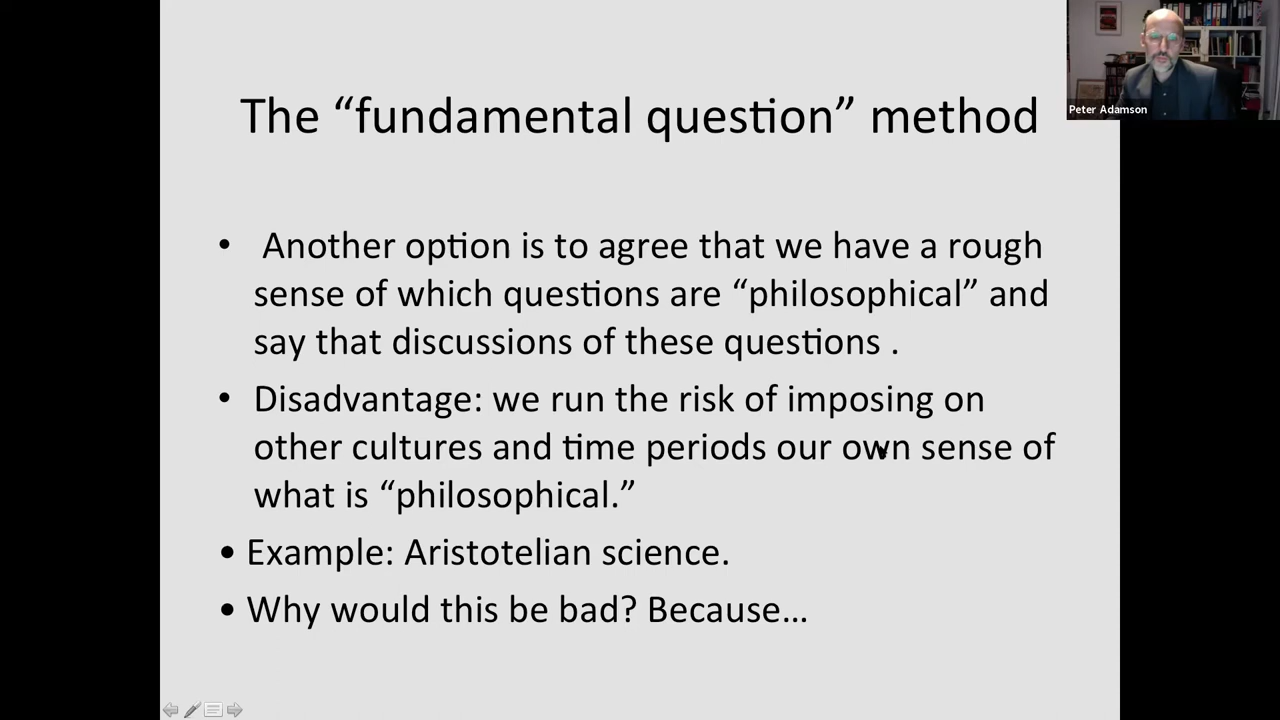 The “fundamental question” method
Peter Adamson
• Another option is to agree that we have a rough
sense of which questions are “philosophical” and
say that discussions of these questions .
• Disadvantage: we run the risk of imposing on
other cultures and time periods our own sense of
what is “philosophical.”
• Example: Aristotelian science.
• Why would this be bad? Because…